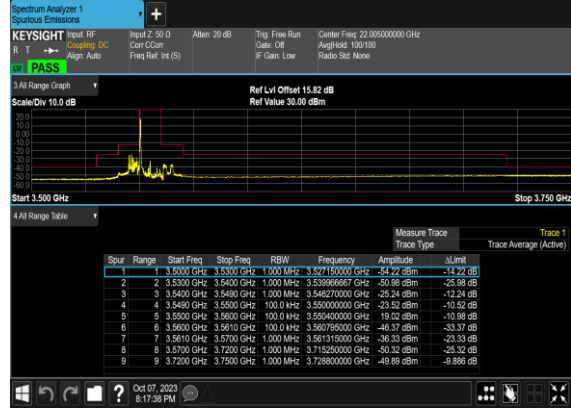 Spectrum Analyzer 1
Spurious Emissions
+
KEYSIGHT Input: RF Input Z: 50 Ω Atten: 20 dB Trig: Free Run Center Freq: 22.005000000 GHz
R T Coupling: DC Corr CCorr Gate: Off Avg|Hold: 100/100
Align: Auto Freq Ref: Int (S) IF Gain: Low Radio Std: None
PASS
3 All Range Graph
Ref Lvl Offset 15.82 dB
Scale/Div 10.0 dB Ref Value 30.00 dBm
20.0
10.0
0.00
-10.0
-20.0
-30.0
-40.0
-50.0
-60.0
Start 3.500 GHz Stop 3.750 GHz
4 All Range Table
Measure Trace Trace 1
Trace Type Trace Average (Active)
Spur Range Start Freq Stop Freq RBW Frequency Amplitude ΔLimit
1 1 3.5000 GHz 3.5300 GHz 1.000 MHz 3.527150000 GHz -54.22 dBm -14.22 dB
2 2 3.5300 GHz 3.5400 GHz 1.000 MHz 3.539966667 GHz -50.98 dBm -25.98 dB
3 3 3.5400 GHz 3.5490 GHz 1.000 MHz 3.546270000 GHz -25.24 dBm -12.24 dB
4 4 3.5490 GHz 3.5500 GHz 100.0 kHz 3.550000000 GHz -23.52 dBm -10.52 dB
5 5 3.5500 GHz 3.5600 GHz 100.0 kHz 3.550400000 GHz 19.02 dBm -10.98 dB
6 6 3.5600 GHz 3.5610 GHz 100.0 kHz 3.560795000 GHz -46.37 dBm -33.37 dB
7 7 3.5610 GHz 3.5700 GHz 1.000 MHz 3.561315000 GHz -36.33 dBm -23.33 dB
8 8 3.5700 GHz 3.7200 GHz 1.000 MHz 3.715250000 GHz -50.32 dBm -25.32 dB
9 9 3.7200 GHz 3.7500 GHz 1.000 MHz 3.728800000 GHz -49.89 dBm -9.886 dB
? Oct 07, 2023
8:17:38 PM